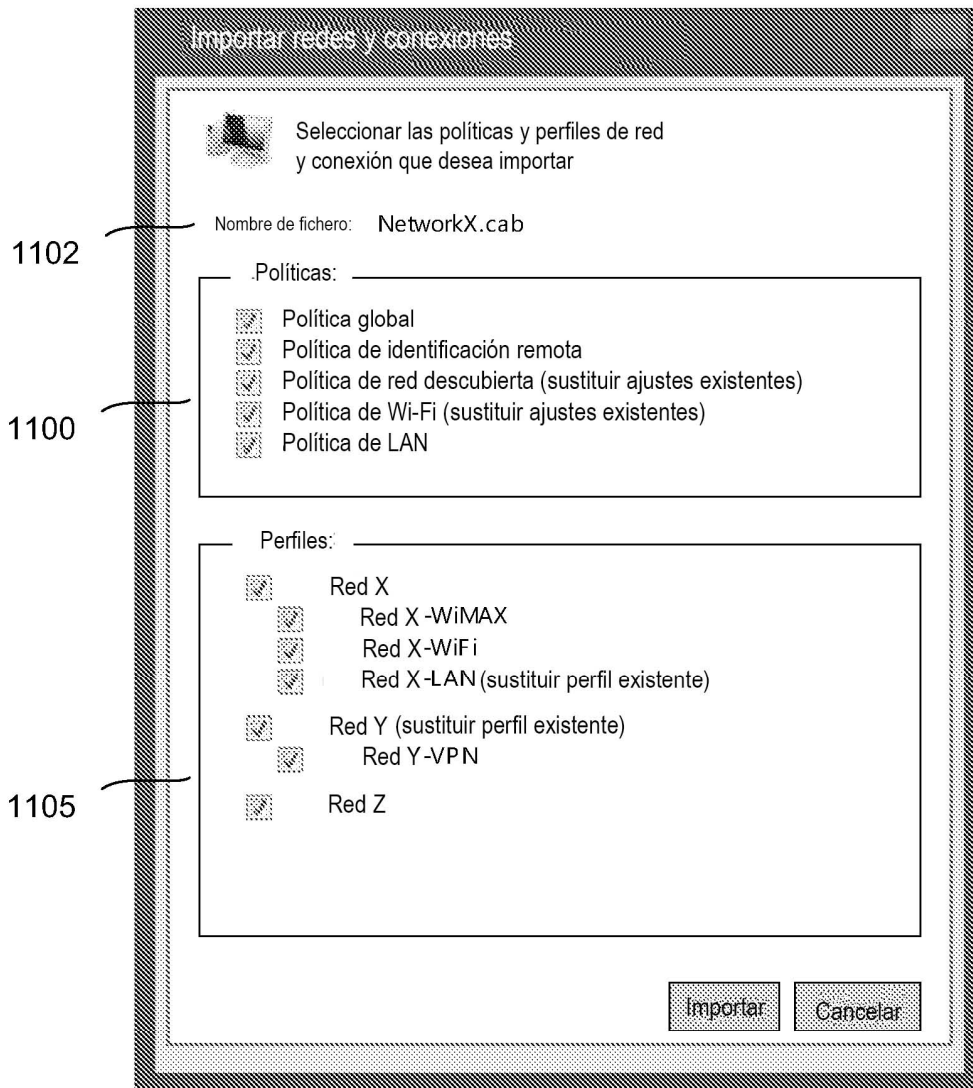 Importar redes y conexiones
Seleccionar las políticas y perfiles de red
y conexión que desea importar
1102
Nombre de fichero: NetworkX.cab
Políticas:
Política global
Política de identificación remota
Política de red descubierta (sustituir ajustes existentes)
1100
Política de Wi-Fi (sustituir ajustes existentes)
Política de LAN
Perfiles:
Red X
Red X-WiMAX
Red X-WiFi
Red X-LAN (sustituir perfil existente)
Red Y (sustituir perfil existente)
Red Y-VPN
1105
Red Z
Importar
Cancelar